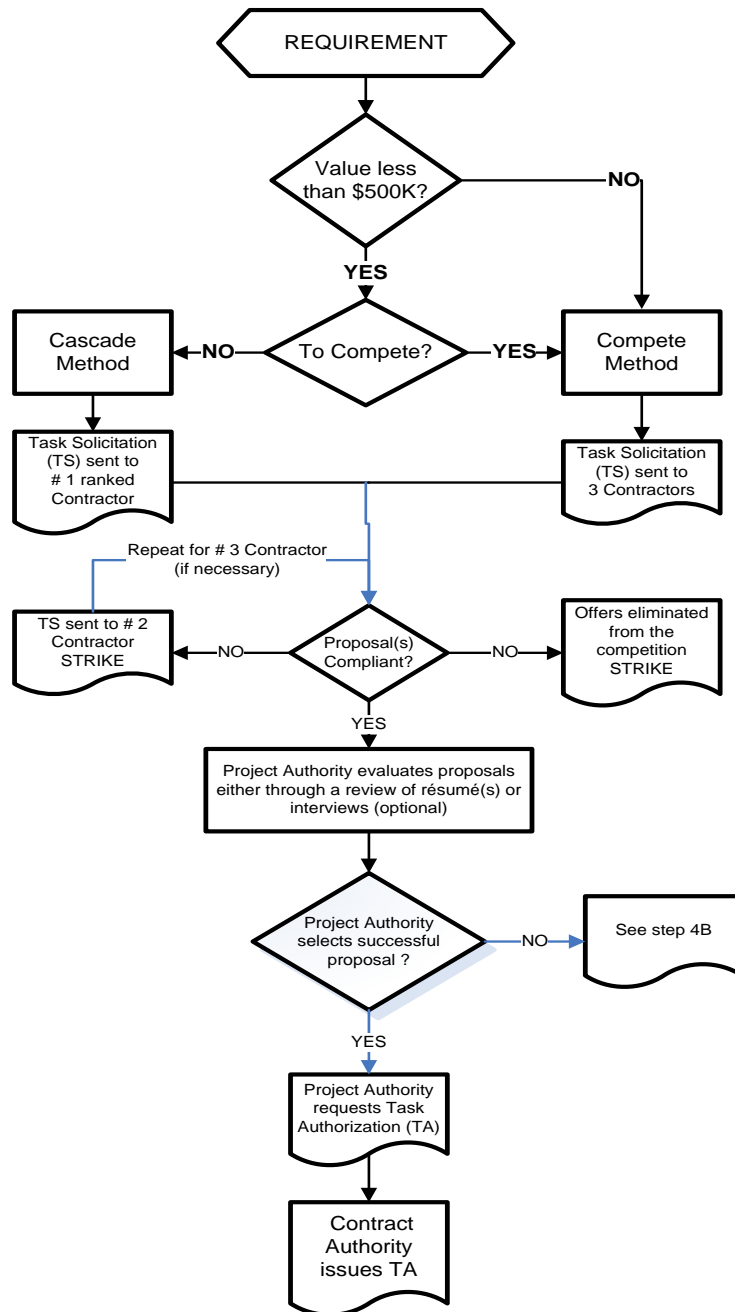 REQUIREMENT
Value less
than $500K?
NO
YES
Cascade
Method
NO
To Compete?
YES
Compete
Method
Task Solicitation
(TS) sent to
# 1 ranked
Contractor
Task Solicitation
(TS) sent to
3 Contractors
Repeat for # 3 Contractor
(if necessary)
TS sent to # 2
Contractor
STRIKE
NO
Proposal(s)
Compliant?
NO
Offers eliminated
from the
competition
STRIKE
YES
Project Authority evaluates proposals
either through a review of résumé(s) or
interviews (optional)
Project Authority
selects successful
proposal ?
NO
See step 4B
YES
Project Authority
requests Task
Authorization (TA)
Contract
Authority
issues TA